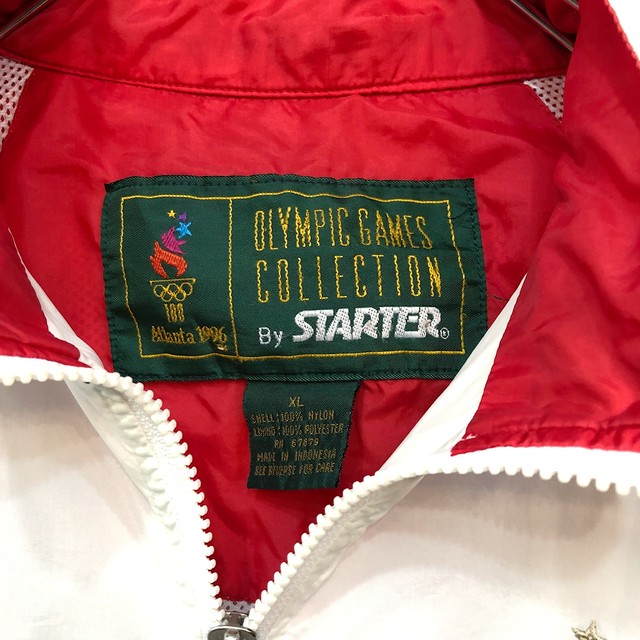 100
Atlanta 1996
OLYMPIC GAMES
COLLECTION
By STARTER®
XL
SHELL: 100% NYLON
LINING: 100% POLYESTER
RN 67879
MADE IN INDONESIA
SEE REVERSE FOR CARE